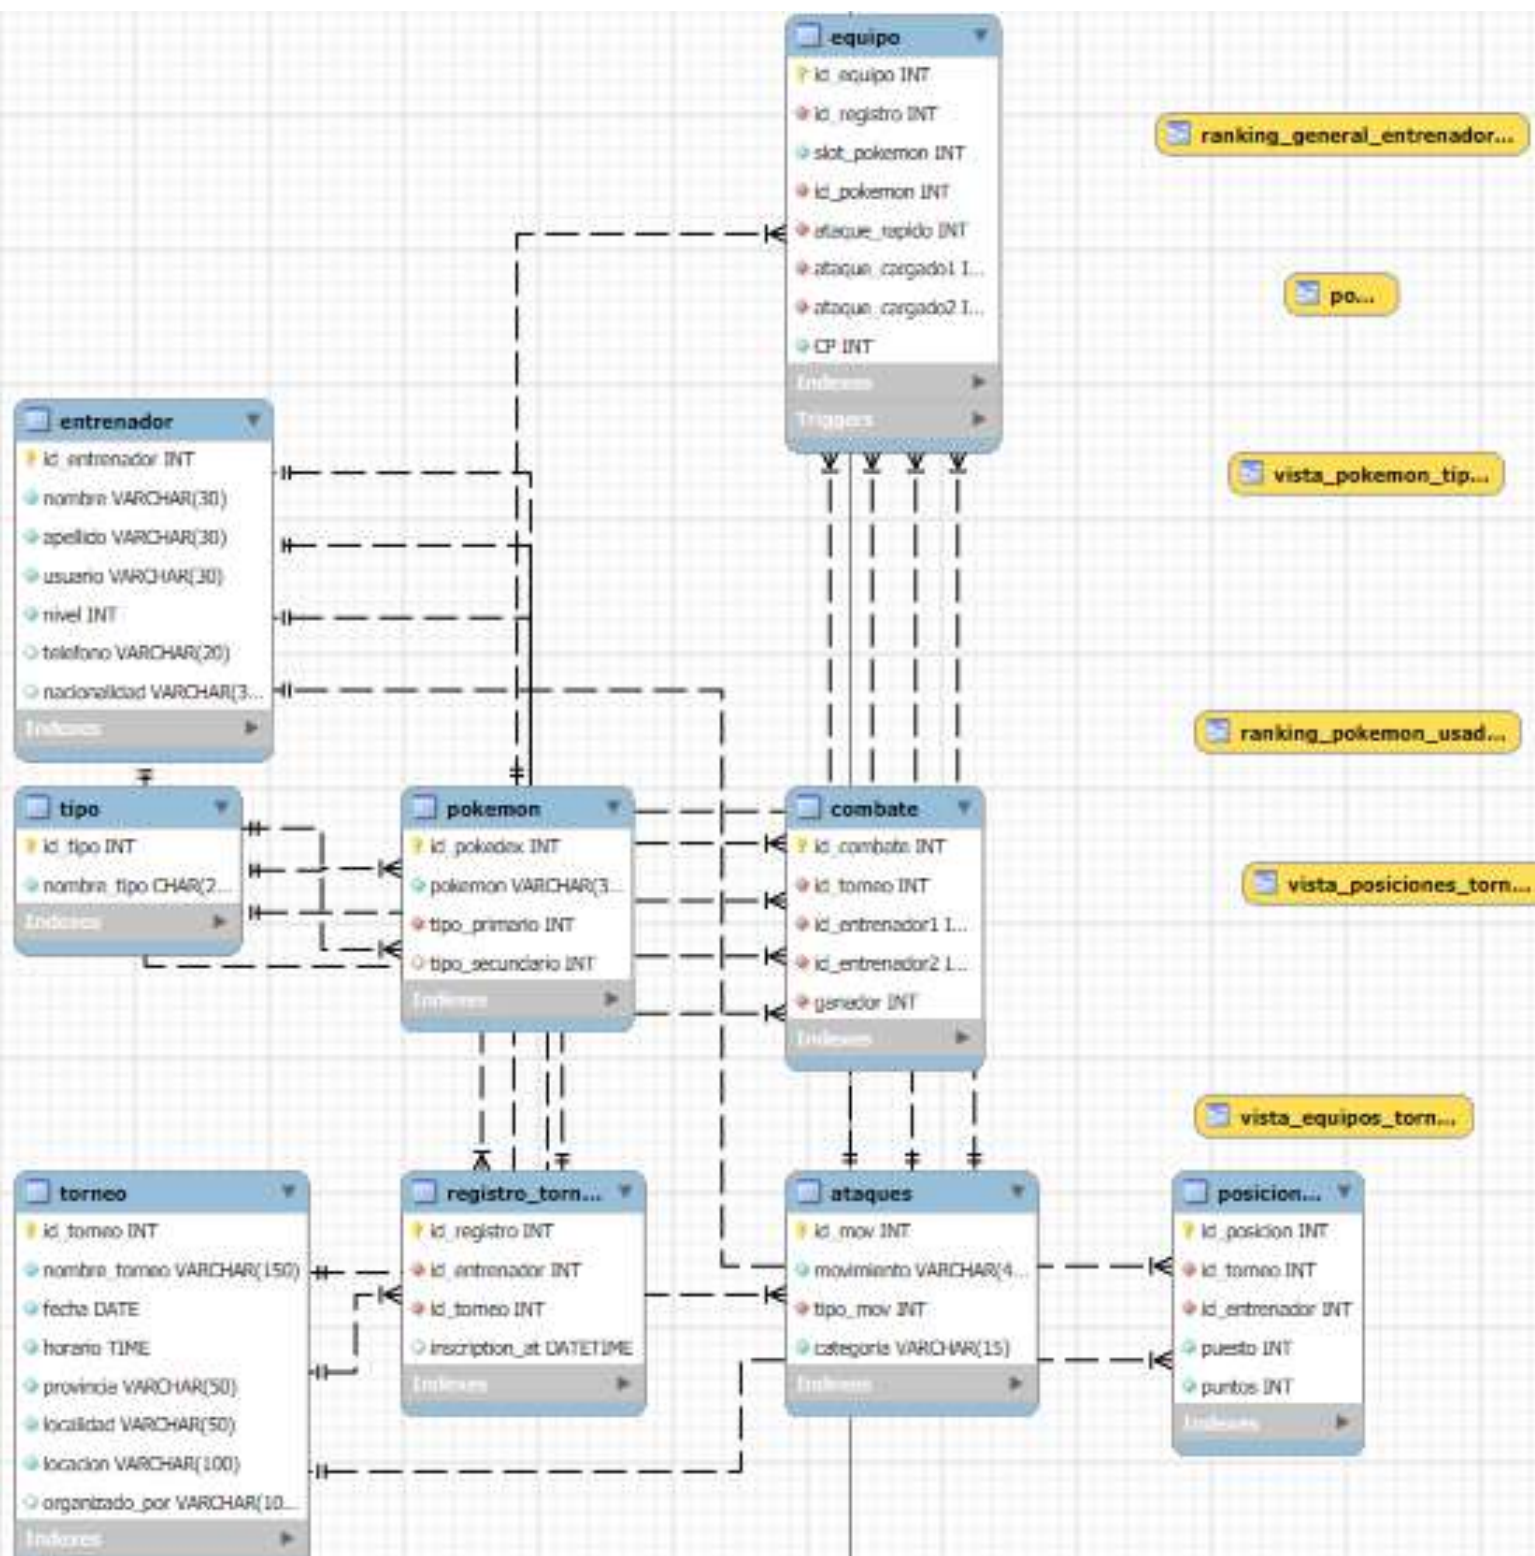 equipo
id_equipo INT
id_registro INT
slot_pokemon INT
id_pokemon INT
ataque_rapido INT
ataque_cargado1 I...
ataque_cargado2 I...
CP INT
Indexes
Triggers
ranking_general_entrenador...
po...
vista_pokemon_tip...
ranking_pokemon_usad...
vista_posiciones_torn...
vista_equipos_torn...
entrenador
id_entrenador INT
nombre VARCHAR(30)
apellido VARCHAR(30)
usuario VARCHAR(30)
nivel INT
telefono VARCHAR(20)
nacionalidad VARCHAR(3...
Indexes
tipo
id_tipo INT
nombre_tipo CHAR(2...
Indexes
pokemon
id_pokedex INT
pokemon VARCHAR(3...
tipo_primario INT
tipo_secundario INT
Indexes
combate
id_combate INT
id_torneo INT
id_entrenador1 I...
id_entrenador2 I...
ganador INT
Indexes
torneo
id_torneo INT
nombre_torneo VARCHAR(150)
fecha DATE
horario TIME
provincia VARCHAR(50)
localidad VARCHAR(50)
locacion VARCHAR(100)
organizado_por VARCHAR(10...
Indexes
registro_torn...
id_registro INT
id_entrenador INT
id_torneo INT
inscription_at DATETIME
Indexes
ataques
id_mov INT
movimiento VARCHAR(4...
tipo_mov INT
categoria VARCHAR(15)
Indexes
posicion...
id_posicion INT
id_torneo INT
id_entrenador INT
puesto INT
puntos INT
Indexes